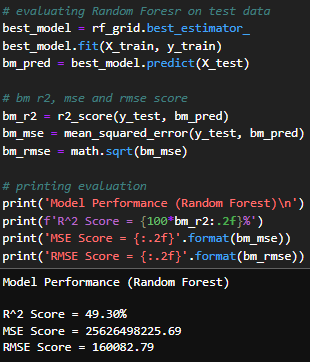 # evaluating Random Foresr on test data
best_model = rf_grid.best_estimator_
best_model.fit(X_train, y_train)
bm_pred = best_model.predict(X_test)
# bm r2, mse and rmse score
bm_r2 = r2_score(y_test, bm_pred)
bm_mse = mean_squared_error(y_test, bm_pred)
bm_rmse = math.sqrt(bm_mse)
# printing evaluation
print('Model Performance (Random Forest)\n')
print(f'R^2 Score = {100*bm_r2:.2f}%')
print('MSE Score = {:.2f}'.format(bm_mse))
print('RMSE Score = {:.2f}'.format(bm_rmse))
Model Performance (Random Forest)
R^2 Score = 49.30%
MSE Score = 25626498225.69
RMSE Score = 160082.79